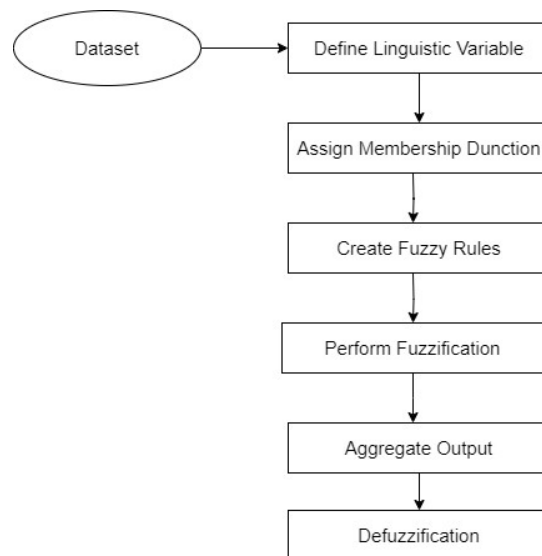 Dataset
Define Linguistic Variable
Assign Membership Dunction
Create Fuzzy Rules
Perform Fuzzification
Aggregate Output
Defuzzification